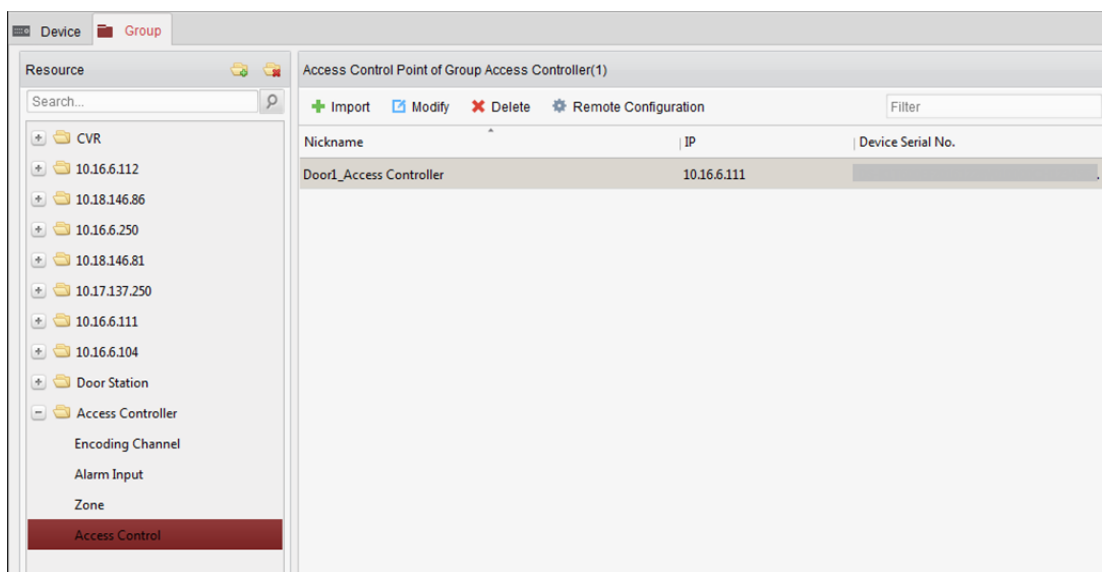 Device Group
Resource
Search...
CVR
10.16.6.112
10.18.146.86
10.16.6.250
10.18.146.81
10.17.137.250
10.16.6.111
10.16.6.104
Door Station
Access Controller
Encoding Channel
Alarm Input
Zone
Access Control
Access Control Point of Group Access Controller(1)
Import Modify Delete Remote Configuration Filter
Nickname IP Device Serial No.
Door1_Access Controller 10.16.6.111